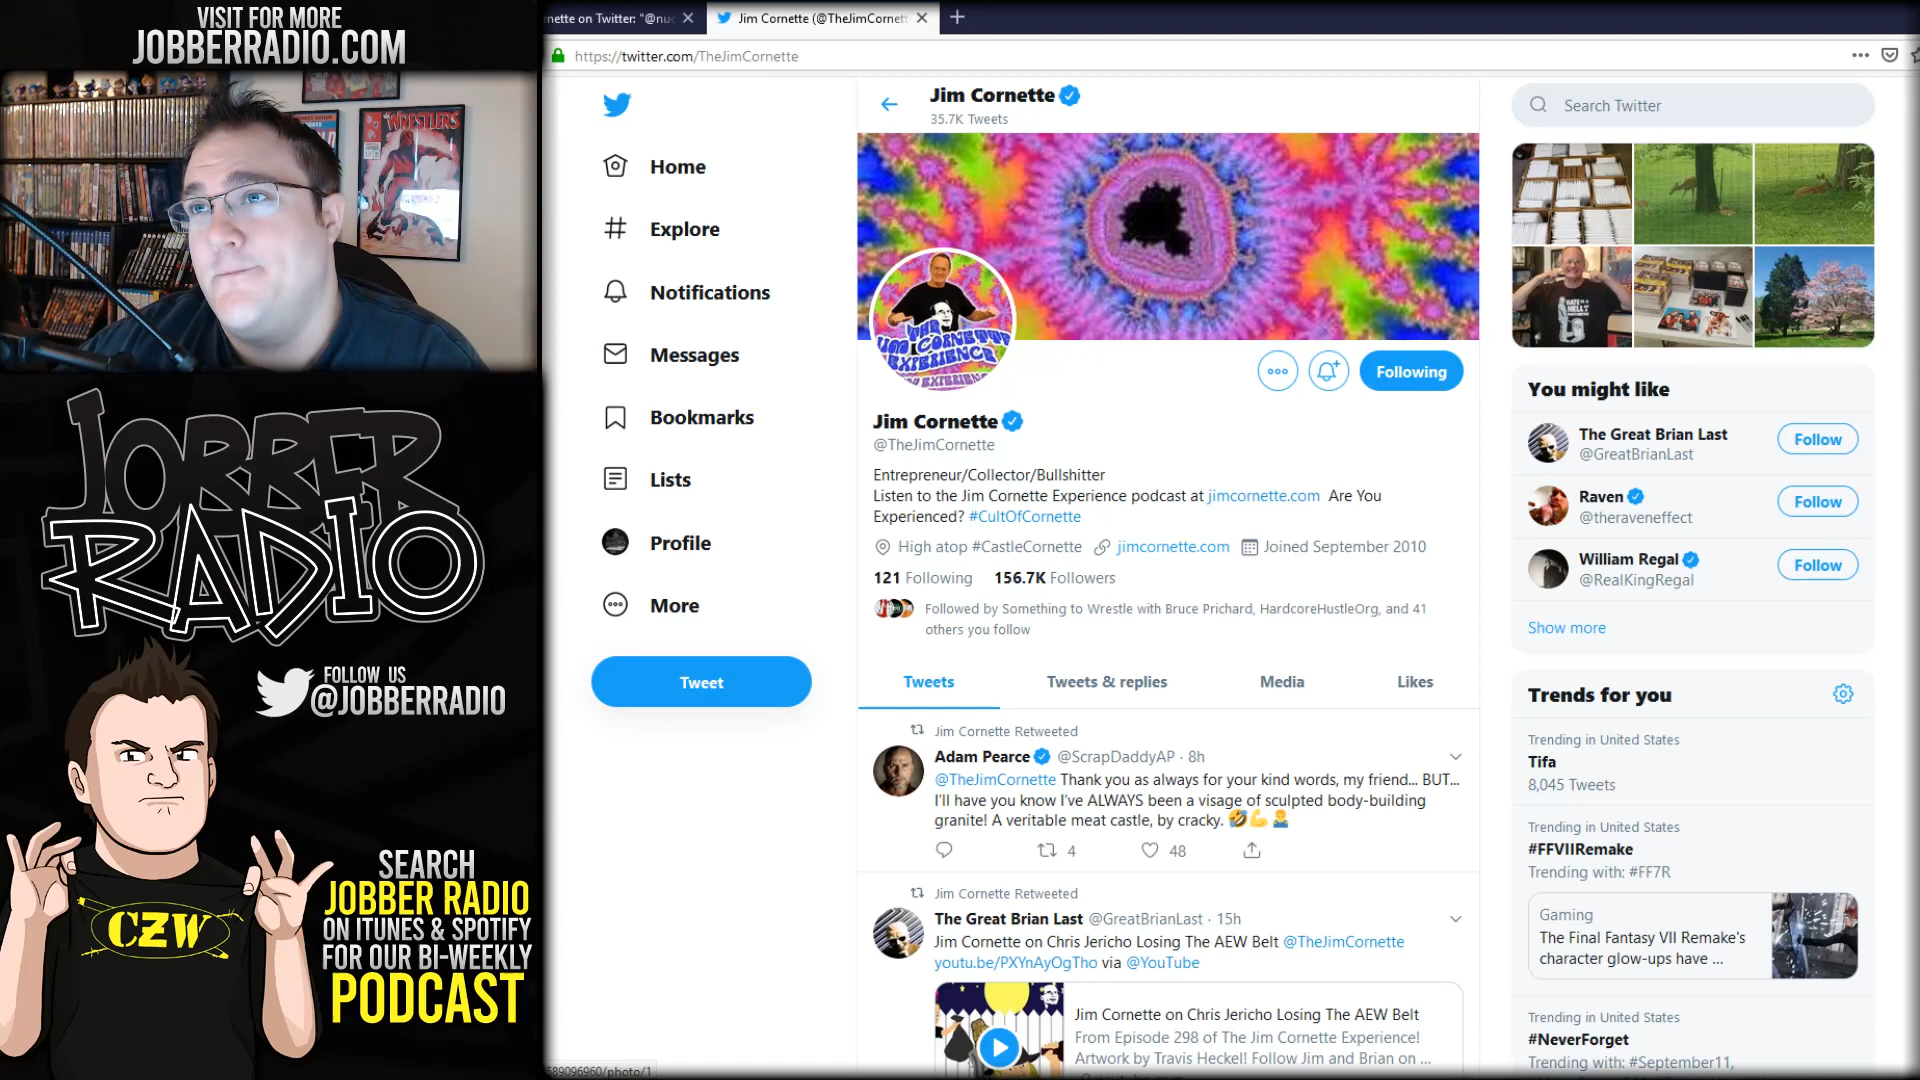 VISIT FOR MORE
JOBBERRADIO.COM
WRESTLERS
JOBBER
RADIO
FOLLOW US
@JOBBERRADIO
CZW
SEARCH
JOBBER RADIO
ON ITUNES & SPOTIFY
FOR OUR BI-WEEKLY
PODCAST
nette on Twitter: "@nu
Jim Cornette (@TheJimCornett
https://twitter.com/TheJimCornette
Home
Explore
Notifications
Messages
Bookmarks
Lists
Profile
More
Tweet
Jim Cornette
35.7K Tweets
THE
JIM CORNETTE
EXPERIENCE
Following
Jim Cornette
@TheJimCornette
Entrepreneur/Collector/Bullshitter
Listen to the Jim Cornette Experience podcast at jimcornette.com Are You
Experienced? #CultOfCornette
High atop #CastleCornette jimcornette.com Joined September 2010
121 Following 156.7K Followers
Followed by Something to Wrestle with Bruce Prichard, HardcoreHustleOrg, and 41
others you follow
Tweets Tweets & replies Media Likes
Jim Cornette Retweeted
Adam Pearce @ScrapDaddyAP · 8h
@TheJimCornette Thank you as always for your kind words, my friend... BUT...
I'll have you know I've ALWAYS been a visage of sculpted body-building
granite! A veritable meat castle, by cracky. 🤣💪🤷‍♂️
4 48
Jim Cornette Retweeted
The Great Brian Last @GreatBrianLast · 15h
Jim Cornette on Chris Jericho Losing The AEW Belt @TheJimCornette
youtu.be/PXYnAyOgTho via @YouTube
Jim Cornette on Chris Jericho Losing The AEW Belt
From Episode 298 of The Jim Cornette Experience!
Artwork by Travis Heckel! Follow Jim and Brian on ...
589096960/photo/1
Search Twitter
You might like
The Great Brian Last
@GreatBrianLast
Follow
Raven
@theraveneffect
Follow
William Regal
@RealKingRegal
Follow
Show more
Trends for you
Trending in United States
Tifa
8,045 Tweets
Trending in United States
#FFVIIRemake
Trending with: #FF7R
Gaming
The Final Fantasy VII Remake's
character glow-ups have ...
Trending in United States
#NeverForget
Trending with: #September11,